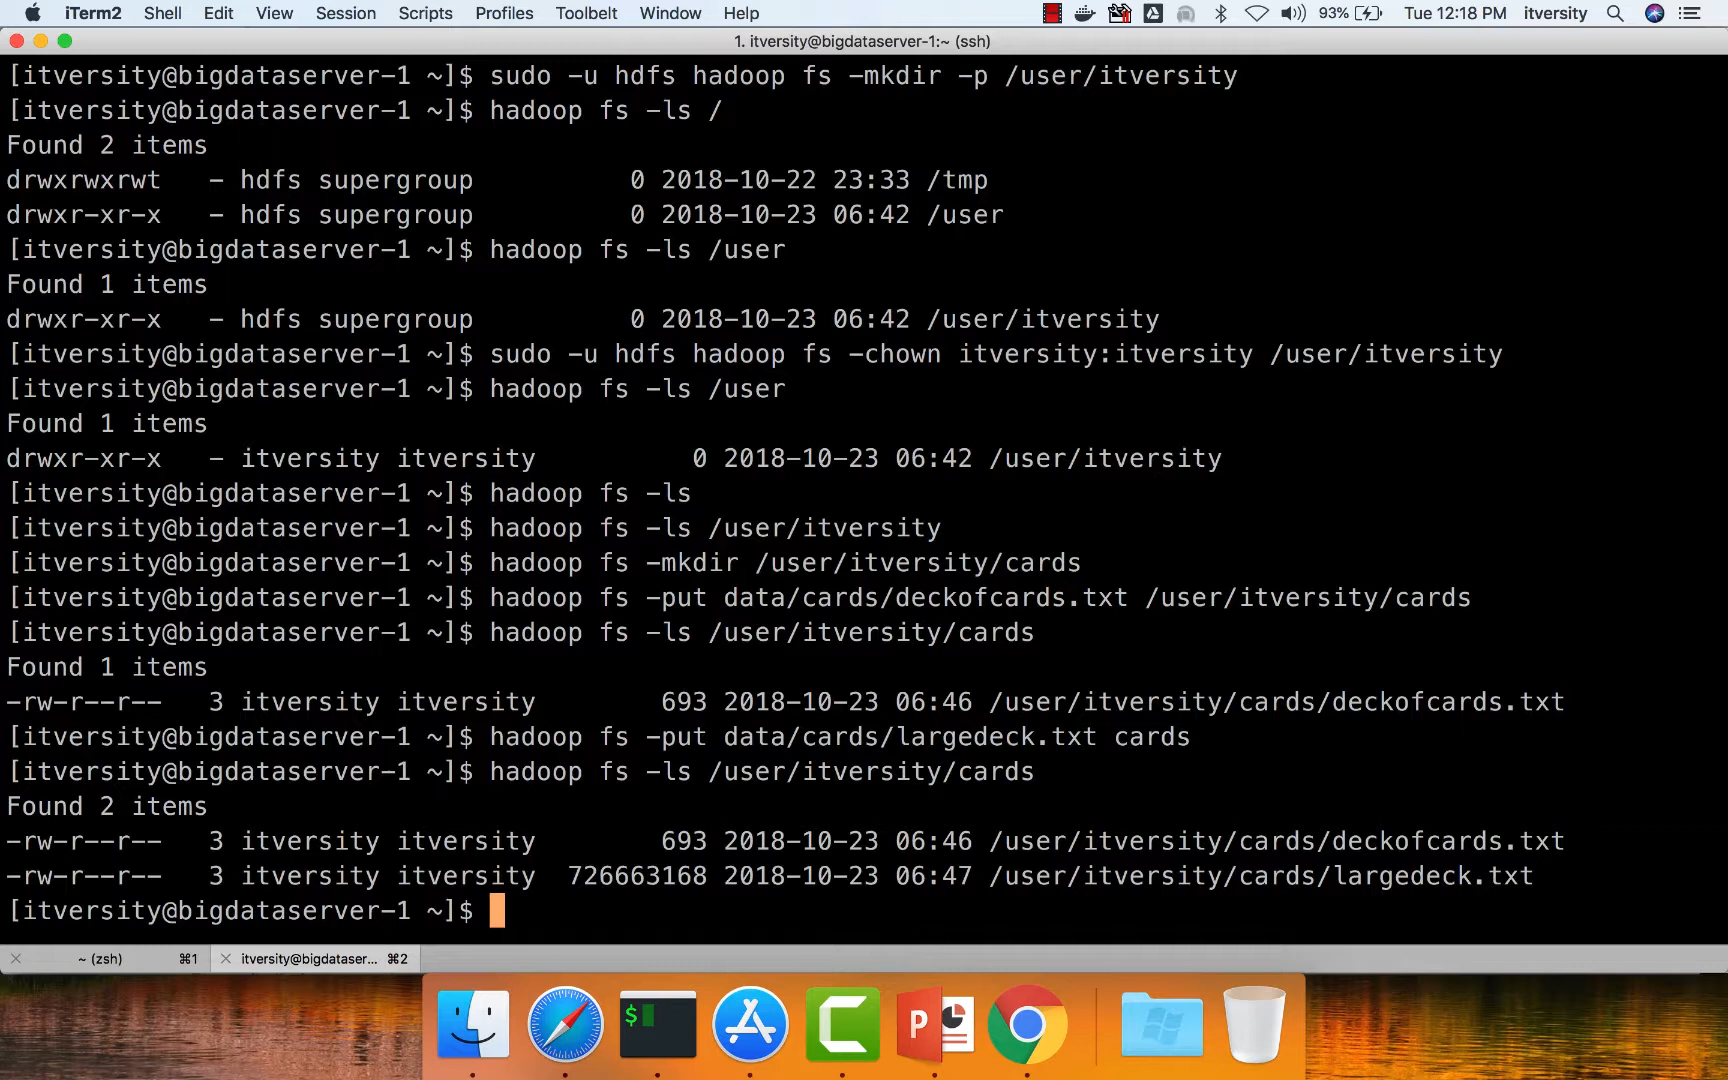 iTerm2 Shell Edit View Session Scripts Profiles Toolbelt Window Help 93% Tue 12:18 PM itversity
1. itversity@bigdataserver-1:~ (ssh)
[itversity@bigdataserver-1 ~]$ sudo -u hdfs hadoop fs -mkdir -p /user/itversity
[itversity@bigdataserver-1 ~]$ hadoop fs -ls /
Found 2 items
drwxrwxrwt   - hdfs supergroup          0 2018-10-22 23:33 /tmp
drwxr-xr-x   - hdfs supergroup          0 2018-10-23 06:42 /user
[itversity@bigdataserver-1 ~]$ hadoop fs -ls /user
Found 1 items
drwxr-xr-x   - hdfs supergroup          0 2018-10-23 06:42 /user/itversity
[itversity@bigdataserver-1 ~]$ sudo -u hdfs hadoop fs -chown itversity:itversity /user/itversity
[itversity@bigdataserver-1 ~]$ hadoop fs -ls /user
Found 1 items
drwxr-xr-x   - itversity itversity          0 2018-10-23 06:42 /user/itversity
[itversity@bigdataserver-1 ~]$ hadoop fs -ls
[itversity@bigdataserver-1 ~]$ hadoop fs -ls /user/itversity
[itversity@bigdataserver-1 ~]$ hadoop fs -mkdir /user/itversity/cards
[itversity@bigdataserver-1 ~]$ hadoop fs -put data/cards/deckofcards.txt /user/itversity/cards
[itversity@bigdataserver-1 ~]$ hadoop fs -ls /user/itversity/cards
Found 1 items
-rw-r--r--   3 itversity itversity        693 2018-10-23 06:46 /user/itversity/cards/deckofcards.txt
[itversity@bigdataserver-1 ~]$ hadoop fs -put data/cards/largedeck.txt cards
[itversity@bigdataserver-1 ~]$ hadoop fs -ls /user/itversity/cards
Found 2 items
-rw-r--r--   3 itversity itversity        693 2018-10-23 06:46 /user/itversity/cards/deckofcards.txt
-rw-r--r--   3 itversity itversity  726663168 2018-10-23 06:47 /user/itversity/cards/largedeck.txt
[itversity@bigdataserver-1 ~]$
~ (zsh) ⌘1 itversity@bigdataser... ⌘2